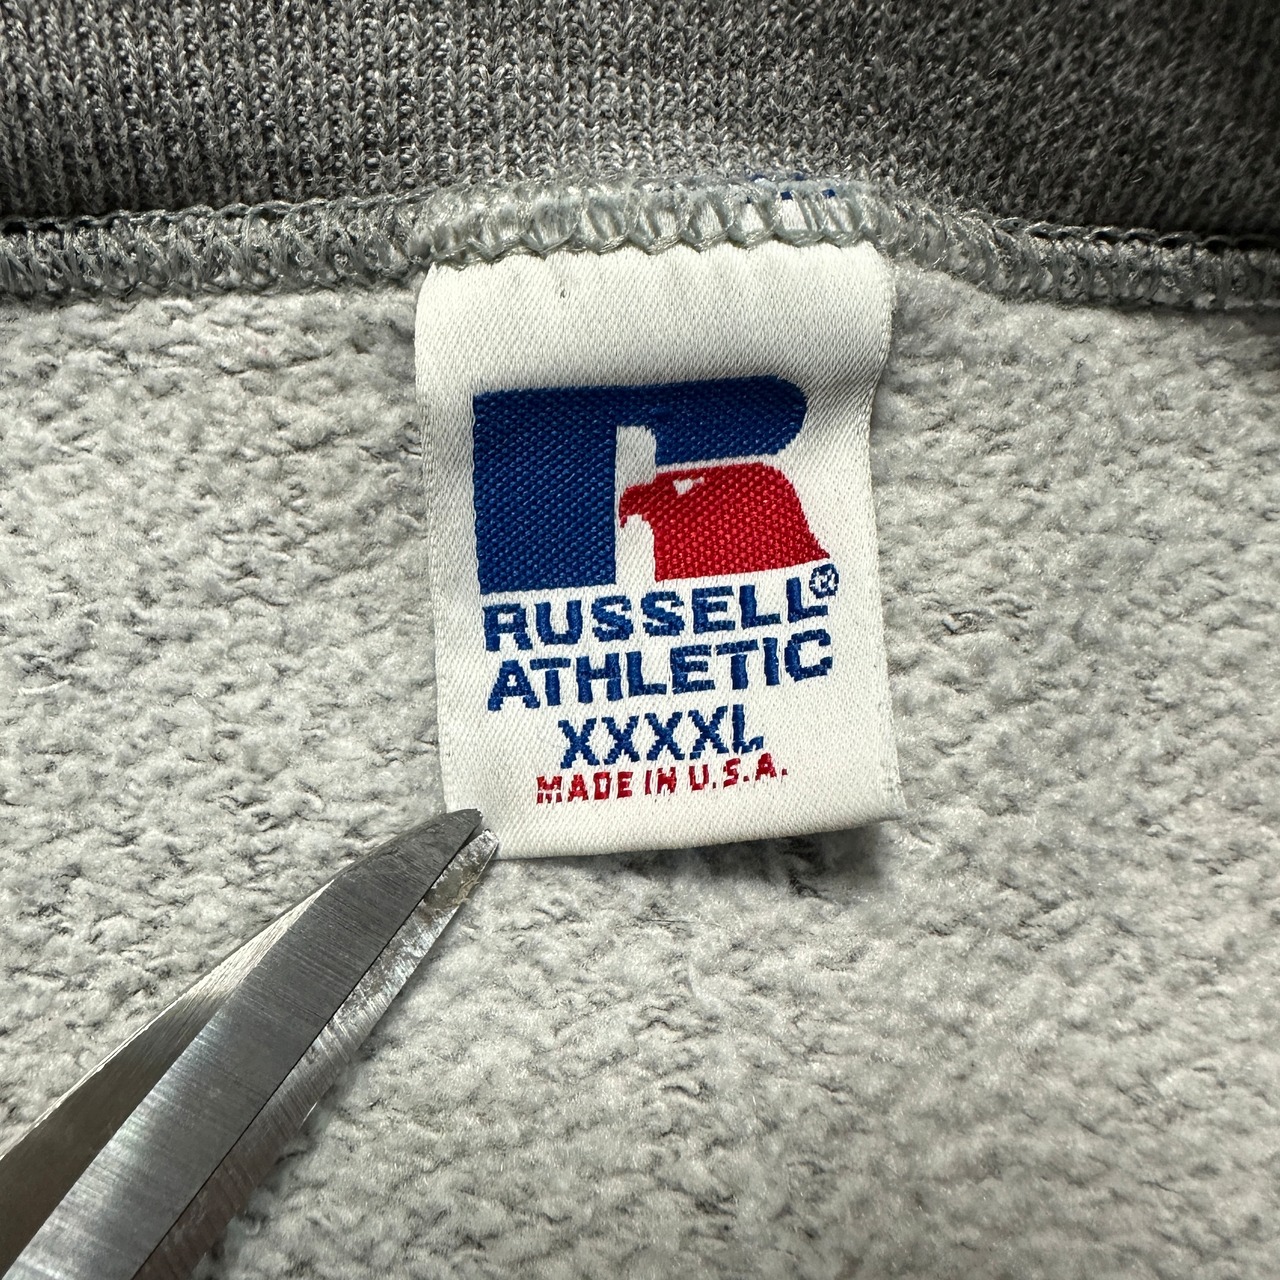 RUSSELL®
ATHLETIC
XXXXL
MADE IN U.S.A.